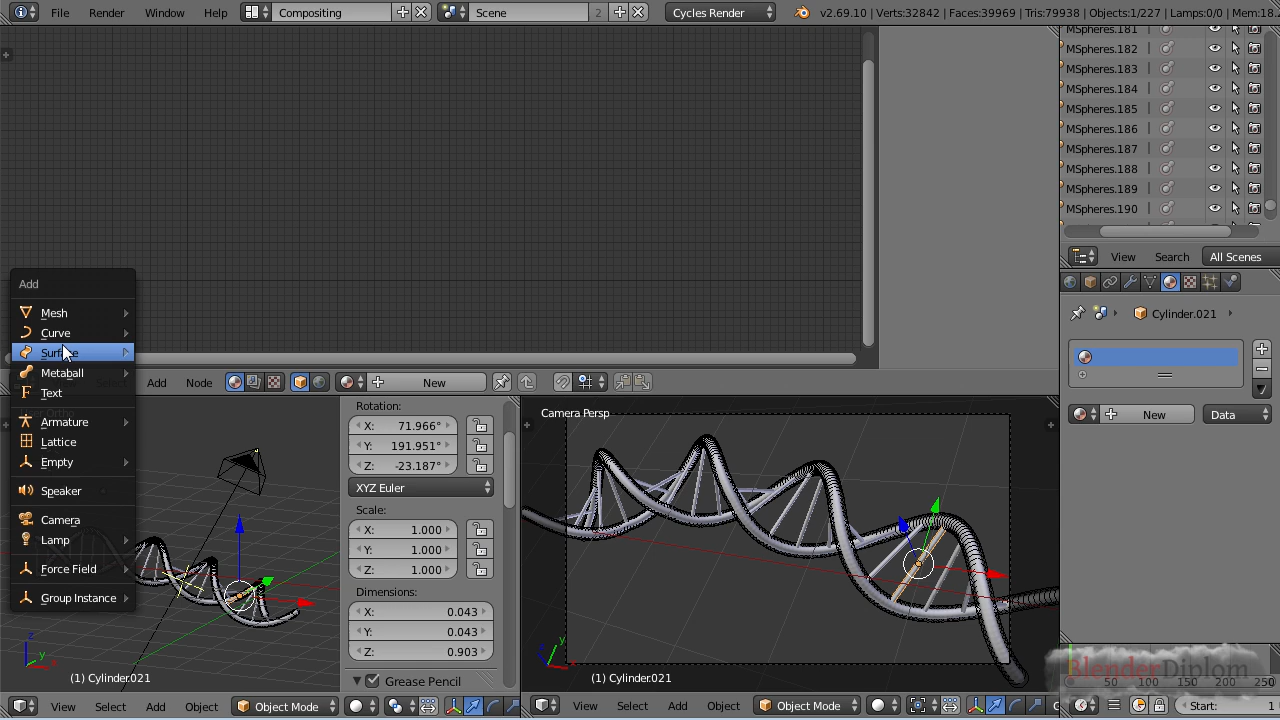 File Render Window Help Compositing Scene 2 Cycles Render v2.69.10 | Verts:32842 | Faces:39969 | Tris:79938 | Objects:1/227 | Lamps:0/0 | Mem:18.
MSpheres.181
MSpheres.182
MSpheres.183
MSpheres.184
MSpheres.185
MSpheres.186
MSpheres.187
MSpheres.188
MSpheres.189
MSpheres.190
View Search All Scenes
Cylinder.021
New Data
Add
Mesh
Curve
Surface
Metaball
Text
Armature
Lattice
Empty
Speaker
Camera
Lamp
Force Field
Group Instance
Select Add Node New
Rotation:
X: 71.966°
Y: 191.951°
Z: -23.187°
XYZ Euler
Scale:
X: 1.000
Y: 1.000
Z: 1.000
Dimensions:
X: 0.043
Y: 0.043
Z: 0.903
Grease Pencil
z
y
x
(1) Cylinder.021
View Select Add Object Object Mode
Camera Persp
y
(1) Cylinder.021
View Select Add Object Object Mode
BlenderDiplom
0 50 100 150 200 250
Start: 1